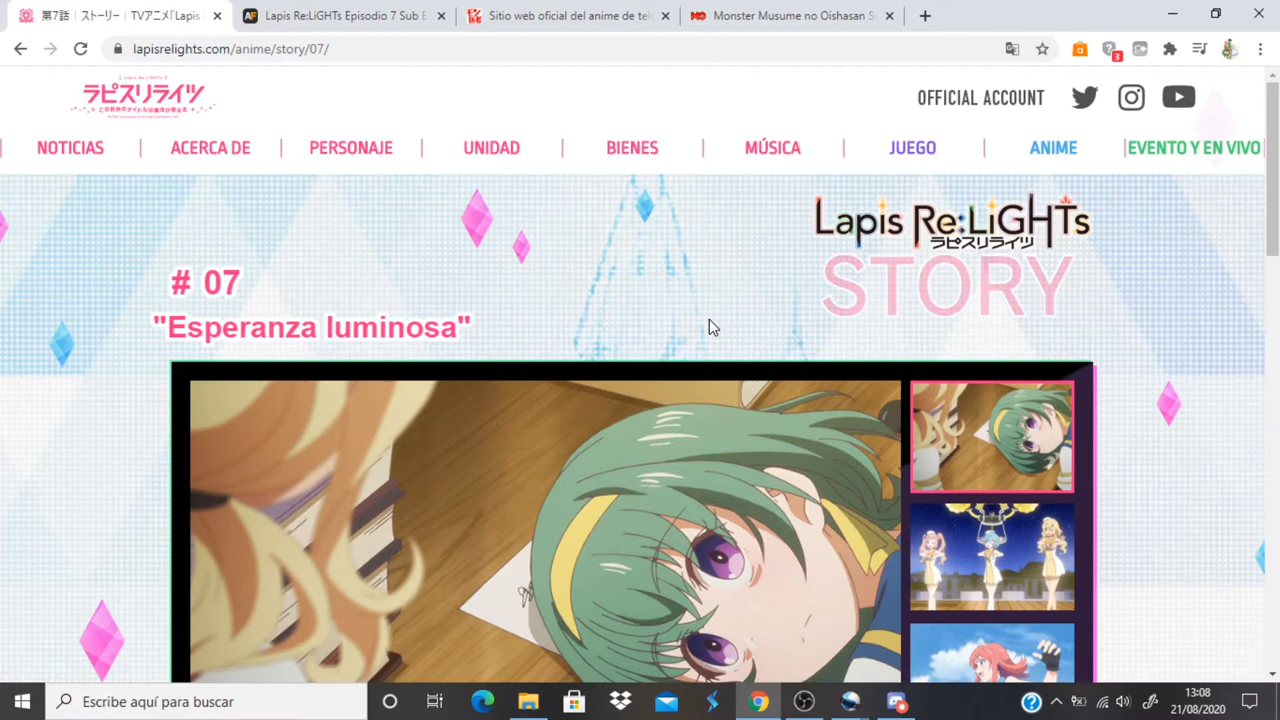 第7話 | ストーリー | TVアニメ「Lapis
Lapis Re:LiGHTs Episodio 7 Sub E
Sitio web oficial del anime de tele
Monster Musume no Oishasan Su
lapisrelights.com/anime/story/07/
3
ラピスリライツ
OFFICIAL ACCOUNT
NOTICIAS
ACERCA DE
PERSONAJE
UNIDAD
BIENES
MÚSICA
JUEGO
ANIME
EVENTO Y EN VIVO
Lapis Re:LiGHTs
ラピスリライツ
STORY
# 07
"Esperanza luminosa"
Escribe aquí para buscar
13:08
21/08/2020